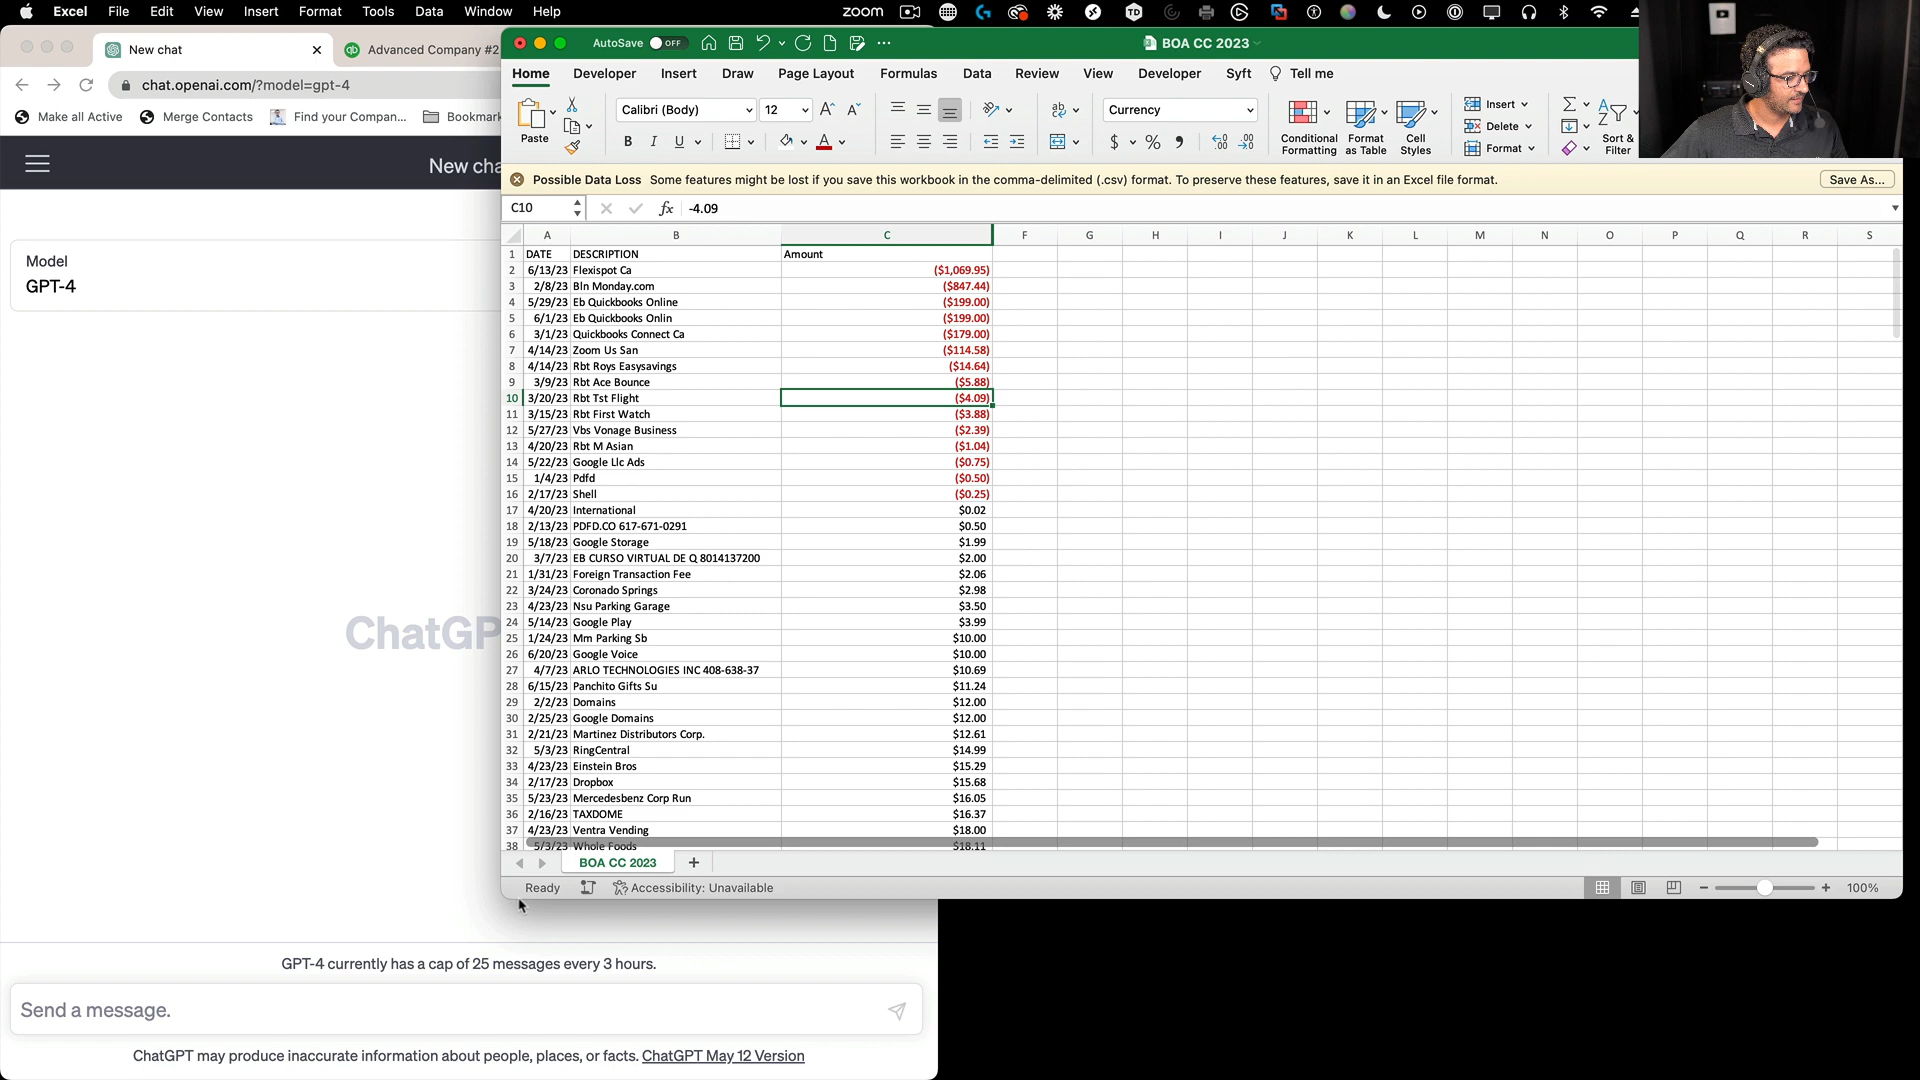 Excel File Edit View Insert Format Tools Data Window Help
zoom
New chat
Advanced Company #2
chat.openai.com/?model=gpt-4
Make all Active
Merge Contacts
Find your Compan...
Bookmark
New cha
Model
GPT-4
ChatGP
GPT-4 currently has a cap of 25 messages every 3 hours.
Send a message.
ChatGPT may produce inaccurate information about people, places, or facts. ChatGPT May 12 Version
AutoSave OFF
BOA CC 2023
Home Developer Insert Draw Page Layout Formulas Data Review View Developer Syft Tell me
Paste
Calibri (Body) 12
B I U
ab
Currency
$ % 9
Conditional Formatting
Format as Table
Cell Styles
Insert
Delete
Format
Sort & Filter
Possible Data Loss Some features might be lost if you save this workbook in the comma-delimited (.csv) format. To preserve these features, save it in an Excel file format.
Save As...
C10 fx -4.09
A B C F G H I J K L M N O P Q R S
1 DATE DESCRIPTION Amount
2 6/13/23 Flexispot Ca ($1,069.95)
3 2/8/23 Bln Monday.com ($847.44)
4 5/29/23 Eb Quickbooks Online ($199.00)
5 6/1/23 Eb Quickbooks Onlin ($199.00)
6 3/1/23 Quickbooks Connect Ca ($179.00)
7 4/14/23 Zoom Us San ($114.58)
8 4/14/23 Rbt Roys Easysavings ($14.64)
9 3/9/23 Rbt Ace Bounce ($5.88)
10 3/20/23 Rbt Tst Flight ($4.09)
11 3/15/23 Rbt First Watch ($3.88)
12 5/27/23 Vbs Vonage Business ($2.39)
13 4/20/23 Rbt M Asian ($1.04)
14 5/22/23 Google Llc Ads ($0.75)
15 1/4/23 Pdfd ($0.50)
16 2/17/23 Shell ($0.25)
17 4/20/23 International $0.02
18 2/13/23 PDFD.CO 617-671-0291 $0.50
19 5/18/23 Google Storage $1.99
20 3/7/23 EB CURSO VIRTUAL DE Q 8014137200 $2.00
21 1/31/23 Foreign Transaction Fee $2.06
22 3/24/23 Coronado Springs $2.98
23 4/23/23 Nsu Parking Garage $3.50
24 5/14/23 Google Play $3.99
25 1/24/23 Mm Parking Sb $10.00
26 6/20/23 Google Voice $10.00
27 4/7/23 ARLO TECHNOLOGIES INC 408-638-37 $10.69
28 6/15/23 Panchito Gifts Su $11.24
29 2/2/23 Domains $12.00
30 2/25/23 Google Domains $12.00
31 2/21/23 Martinez Distributors Corp. $12.61
32 5/3/23 RingCentral $14.99
33 4/23/23 Einstein Bros $15.29
34 2/17/23 Dropbox $15.68
35 5/23/23 Mercedesbenz Corp Run $16.05
36 2/16/23 TAXDOME $16.37
37 4/23/23 Ventra Vending $18.00
38 5/3/23 Whole Foods $18.11
BOA CC 2023
Ready
Accessibility: Unavailable
100%